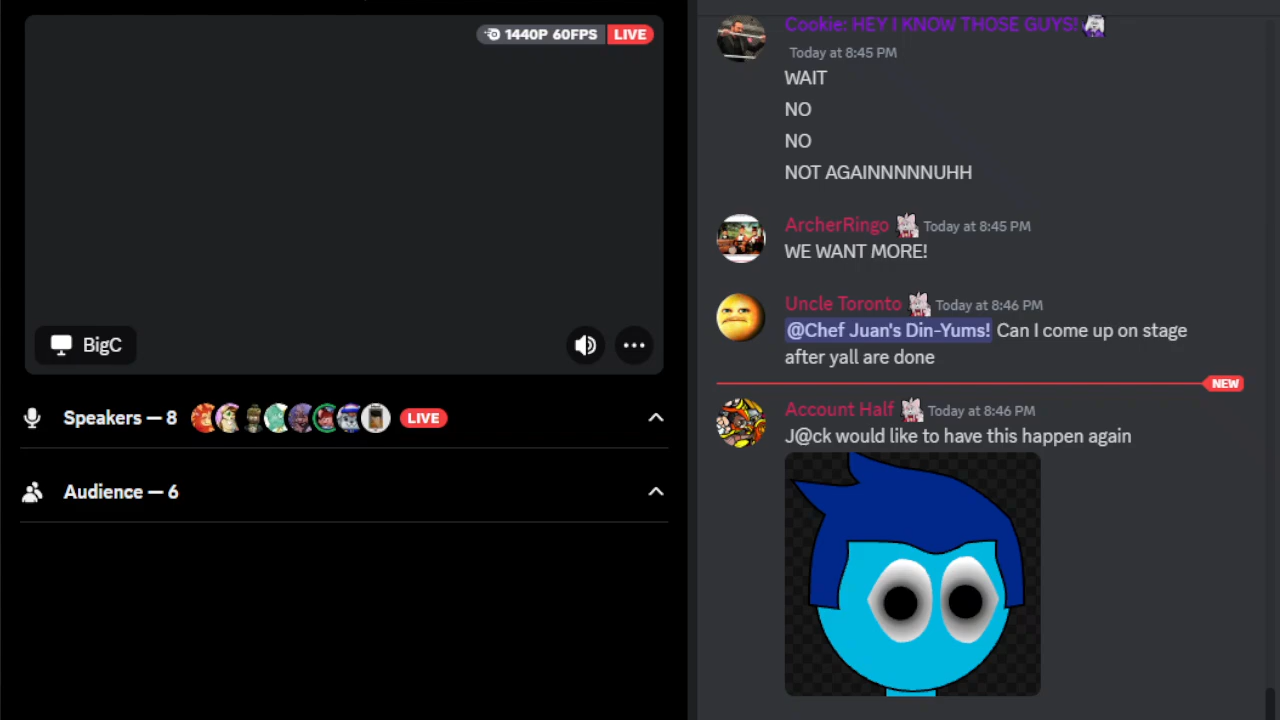 1440P 60FPS LIVE
BigC
Speakers — 8 LIVE
Audience — 6
Cookie: HEY I KNOW THOSE GUYS!
Today at 8:45 PM
WAIT
NO
NO
NOT AGAINNNNNUHH
ArcherRingo Today at 8:45 PM
WE WANT MORE!
Uncle Toronto Today at 8:46 PM
@Chef Juan's Din-Yums! Can I come up on stage
after yall are done
NEW
Account Half Today at 8:46 PM
J@ck would like to have this happen again